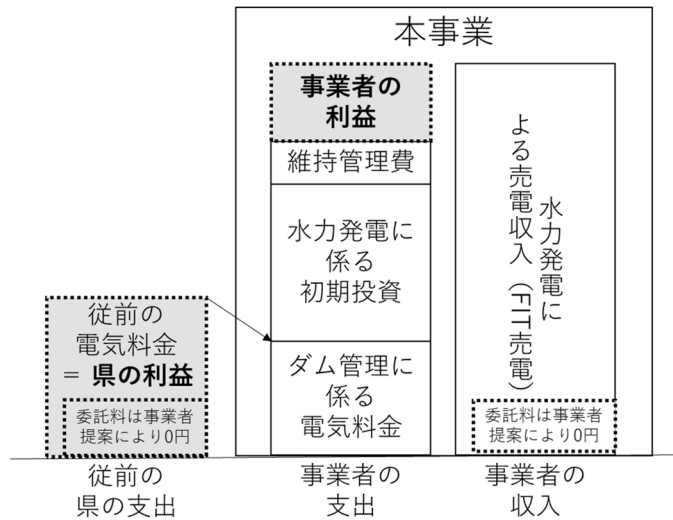 本事業
事業者の
利益
維持管理費
水力発電に
係る
初期投資
ダム管理に
係る
電気料金
水力発電に
よる売電収入（FIT売電）
委託料は事業者
提案により0円
従前の
電気料金
= 県の利益
委託料は事業者
提案により0円
従前の
県の支出
事業者の
支出
事業者の
収入